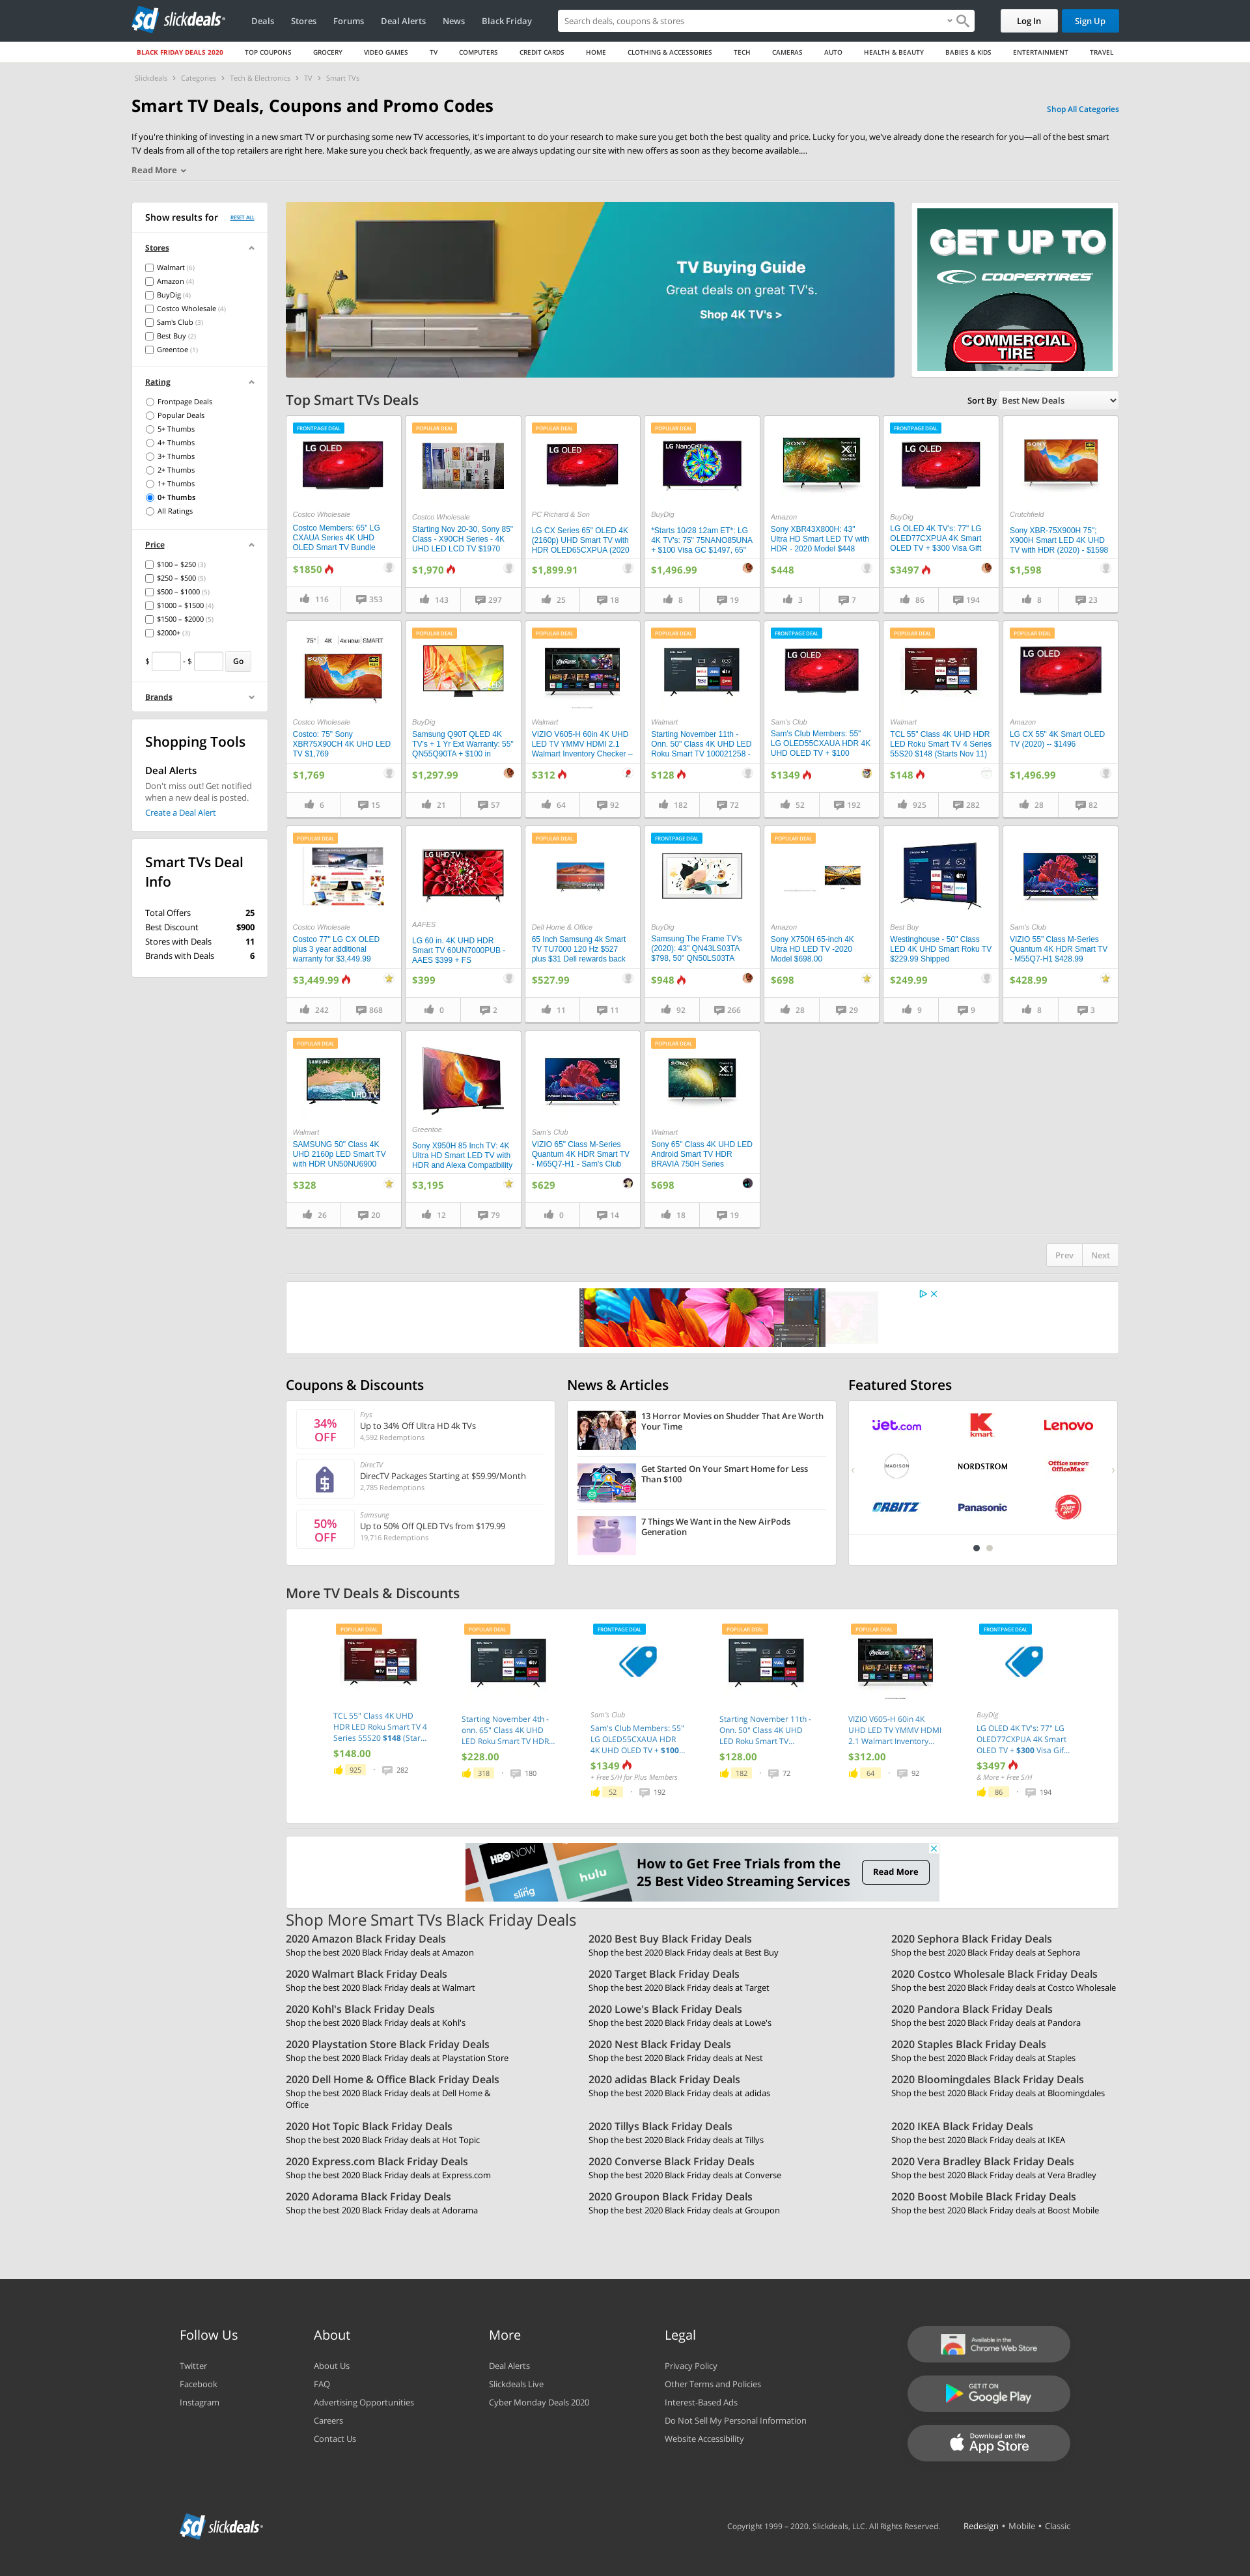 sd slickdeals
Deals Stores Forums Deal Alerts News Black Friday
Search deals, coupons & stores
Log In
Sign Up
BLACK FRIDAY DEALS 2020 TOP COUPONS GROCERY VIDEO GAMES TV COMPUTERS CREDIT CARDS HOME CLOTHING & ACCESSORIES TECH CAMERAS AUTO HEALTH & BEAUTY BABIES & KIDS ENTERTAINMENT TRAVEL
Slickdeals > Categories > Tech & Electronics > TV > Smart TVs
Smart TV Deals, Coupons and Promo Codes
Shop All Categories
If you're thinking of investing in a new smart TV or purchasing some new TV accessories, it's important to do your research to make sure you get both the best quality and price. Lucky for you, we've already done the research for you—all of the best smart
TV deals from all of the top retailers are right here. Make sure you check back frequently, as we are always updating our site with new offers as soon as they become available....
Read More
Show results for RESET ALL
Stores
Walmart (6)
Amazon (4)
BuyDig (4)
Costco Wholesale (4)
Sam's Club (3)
Best Buy (2)
Greentoe (1)
Rating
Frontpage Deals
Popular Deals
5+ Thumbs
4+ Thumbs
3+ Thumbs
2+ Thumbs
1+ Thumbs
0+ Thumbs
All Ratings
Price
$100 – $250 (3)
$250 – $500 (5)
$500 – $1000 (5)
$1000 – $1500 (4)
$1500 – $2000 (5)
$2000+ (3)
$ - $ Go
Brands
Shopping Tools
Deal Alerts
Don't miss out! Get notified
when a new deal is posted.
Create a Deal Alert
Smart TVs Deal
Info
Total Offers 25
Best Discount $900
Stores with Deals 11
Brands with Deals 6
TV Buying Guide
Great deals on great TV's.
Shop 4K TV's >
GET UP TO
COOPERTIRES
COMMERCIAL
TIRE
Top Smart TVs Deals
Sort By Best New Deals
FRONTPAGE DEAL
LG OLED
Costco Wholesale
Costco Members: 65" LG
CXAUA Series 4K UHD
OLED Smart TV Bundle
$1850
116 353
POPULAR DEAL
Costco Wholesale
Starting Nov 20-30, Sony 85"
Class - X90CH Series - 4K
UHD LED LCD TV $1970
$1,970
143 297
POPULAR DEAL
LG OLED
PC Richard & Son
LG CX Series 65" OLED 4K
(2160p) UHD Smart TV with
HDR OLED65CXPUA (2020
$1,899.91
25 18
POPULAR DEAL
LG NanoCell
BuyDig
*Starts 10/28 12am ET*: LG
4K TV's: 75" 75NANO85UNA
+ $100 Visa GC $1497, 65"
$1,496.99
8 19
SONY
X1
Amazon
Sony XBR43X800H: 43"
Ultra HD Smart LED TV with
HDR - 2020 Model $448
$448
3 7
FRONTPAGE DEAL
LG OLED
BuyDig
LG OLED 4K TV's: 77" LG
OLED77CXPUA 4K Smart
OLED TV + $300 Visa Gift
$3497
86 194
SONY
Crutchfield
Sony XBR-75X900H 75";
X900H Smart LED 4K UHD
TV with HDR (2020) - $1598
$1,598
8 23
75" 4K 4K HDR SMART
SONY
Costco Wholesale
Costco: 75" Sony
XBR75X90CH 4K UHD LED
TV $1,769
$1,769
6 15
POPULAR DEAL
BuyDig
Samsung Q90T QLED 4K
TV's + 1 Yr Ext Warranty: 55"
QN55Q90TA + $100 in
$1,297.99
21 57
POPULAR DEAL
Walmart
VIZIO V605-H 60in 4K UHD
LED TV YMMV HDMI 2.1
Walmart Inventory Checker –
$312
64 92
POPULAR DEAL
Walmart
Starting November 11th -
Onn. 50" Class 4K UHD LED
Roku Smart TV 100021258 -
$128
182 72
FRONTPAGE DEAL
LG OLED
Sam's Club
Sam's Club Members: 55"
LG OLED55CXAUA HDR 4K
UHD OLED TV + $100
$1349
52 192
POPULAR DEAL
Walmart
TCL 55" Class 4K UHD HDR
LED Roku Smart TV 4 Series
55S20 $148 (Starts Nov 11)
$148
925 282
POPULAR DEAL
LG OLED
Amazon
LG CX 55" 4K Smart OLED
TV (2020) -- $1496
$1,496.99
28 82
POPULAR DEAL
Costco Wholesale
Costco 77" LG CX OLED
plus 3 year additional
warranty for $3,449.99
$3,449.99
242 868
LG UHD TV
AAFES
LG 60 in. 4K UHD HDR
Smart TV 60UN7000PUB -
AAES $399 + FS
$399
0 2
POPULAR DEAL
Dell Home & Office
65 Inch Samsung 4k Smart
TV TU7000 120 Hz $527
plus $31 Dell rewards back
$527.99
11 11
FRONTPAGE DEAL
BuyDig
Samsung The Frame TV's
(2020): 43" QN43LS03TA
$798, 50" QN50LS03TA
$948
92 266
POPULAR DEAL
Amazon
Sony X750H 65-inch 4K
Ultra HD LED TV -2020
Model $698.00
$698
28 29
Best Buy
Westinghouse - 50" Class
LED 4K UHD Smart Roku TV
$229.99 Shipped
$249.99
9 9
VIZIO
Sam's Club
VIZIO 55" Class M-Series
Quantum 4K HDR Smart TV
- M55Q7-H1 $428.99
$428.99
8 3
POPULAR DEAL
SAMSUNG
UHD TV
Walmart
SAMSUNG 50" Class 4K
UHD 2160p LED Smart TV
with HDR UN50NU6900
$328
26 20
Greentoe
Sony X950H 85 Inch TV: 4K
Ultra HD Smart LED TV with
HDR and Alexa Compatibility
$3,195
12 79
VIZIO
Sam's Club
VIZIO 65" Class M-Series
Quantum 4K HDR Smart TV
- M65Q7-H1 - Sam's Club
$629
0 14
POPULAR DEAL
SONY
X1
Walmart
Sony 65" Class 4K UHD LED
Android Smart TV HDR
BRAVIA 750H Series
$698
18 19
Prev Next
Coupons & Discounts
34%
OFF
Frys
Up to 34% Off Ultra HD 4k TVs
4,592 Redemptions
DirecTV
DirecTV Packages Starting at $59.99/Month
2,785 Redemptions
50%
OFF
Samsung
Up to 50% Off QLED TVs from $179.99
19,716 Redemptions
News & Articles
13 Horror Movies on Shudder That Are Worth
Your Time
Get Started On Your Smart Home for Less
Than $100
7 Things We Want in the New AirPods
Generation
Featured Stores
jet.com
Kmart
Lenovo
MADISON
NORDSTROM
Office DEPOT
OfficeMax
ORBITZ
Panasonic
Pizza Hut
More TV Deals & Discounts
POPULAR DEAL
TCL 55" Class 4K UHD
HDR LED Roku Smart TV 4
Series 55S20 $148 (Star...
$148.00
925 • 282
POPULAR DEAL
Starting November 4th -
onn. 65" Class 4K UHD
LED Roku Smart TV HDR...
$228.00
318 • 180
FRONTPAGE DEAL
Sam's Club
Sam's Club Members: 55"
LG OLED55CXAUA HDR
4K UHD OLED TV + $100...
$1349
+ Free S/H for Plus Members
52 • 192
POPULAR DEAL
Starting November 11th -
Onn. 50" Class 4K UHD
LED Roku Smart TV...
$128.00
182 • 72
POPULAR DEAL
VIZIO V605-H 60in 4K
UHD LED TV YMMV HDMI
2.1 Walmart Inventory...
$312.00
64 • 92
FRONTPAGE DEAL
BuyDig
LG OLED 4K TV's: 77" LG
OLED77CXPUA 4K Smart
OLED TV + $300 Visa Gif...
$3497
& More + Free S/H
86 • 194
HBO NOW
hulu
sling
How to Get Free Trials from the
25 Best Video Streaming Services
Read More
Shop More Smart TVs Black Friday Deals
2020 Amazon Black Friday Deals
Shop the best 2020 Black Friday deals at Amazon
2020 Best Buy Black Friday Deals
Shop the best 2020 Black Friday deals at Best Buy
2020 Sephora Black Friday Deals
Shop the best 2020 Black Friday deals at Sephora
2020 Walmart Black Friday Deals
Shop the best 2020 Black Friday deals at Walmart
2020 Target Black Friday Deals
Shop the best 2020 Black Friday deals at Target
2020 Costco Wholesale Black Friday Deals
Shop the best 2020 Black Friday deals at Costco Wholesale
2020 Kohl's Black Friday Deals
Shop the best 2020 Black Friday deals at Kohl's
2020 Lowe's Black Friday Deals
Shop the best 2020 Black Friday deals at Lowe's
2020 Pandora Black Friday Deals
Shop the best 2020 Black Friday deals at Pandora
2020 Playstation Store Black Friday Deals
Shop the best 2020 Black Friday deals at Playstation Store
2020 Nest Black Friday Deals
Shop the best 2020 Black Friday deals at Nest
2020 Staples Black Friday Deals
Shop the best 2020 Black Friday deals at Staples
2020 Dell Home & Office Black Friday Deals
Shop the best 2020 Black Friday deals at Dell Home &
Office
2020 adidas Black Friday Deals
Shop the best 2020 Black Friday deals at adidas
2020 Bloomingdales Black Friday Deals
Shop the best 2020 Black Friday deals at Bloomingdales
2020 Hot Topic Black Friday Deals
Shop the best 2020 Black Friday deals at Hot Topic
2020 Tillys Black Friday Deals
Shop the best 2020 Black Friday deals at Tillys
2020 IKEA Black Friday Deals
Shop the best 2020 Black Friday deals at IKEA
2020 Express.com Black Friday Deals
Shop the best 2020 Black Friday deals at Express.com
2020 Converse Black Friday Deals
Shop the best 2020 Black Friday deals at Converse
2020 Vera Bradley Black Friday Deals
Shop the best 2020 Black Friday deals at Vera Bradley
2020 Adorama Black Friday Deals
Shop the best 2020 Black Friday deals at Adorama
2020 Groupon Black Friday Deals
Shop the best 2020 Black Friday deals at Groupon
2020 Boost Mobile Black Friday Deals
Shop the best 2020 Black Friday deals at Boost Mobile
Follow Us
Twitter
Facebook
Instagram
About
About Us
FAQ
Advertising Opportunities
Careers
Contact Us
More
Deal Alerts
Slickdeals Live
Cyber Monday Deals 2020
Legal
Privacy Policy
Other Terms and Policies
Interest-Based Ads
Do Not Sell My Personal Information
Website Accessibility
Available in the
Chrome Web Store
GET IT ON
Google Play
Download on the
App Store
sd slickdeals
Copyright 1999 – 2020. Slickdeals, LLC. All Rights Reserved.
Redesign • Mobile • Classic